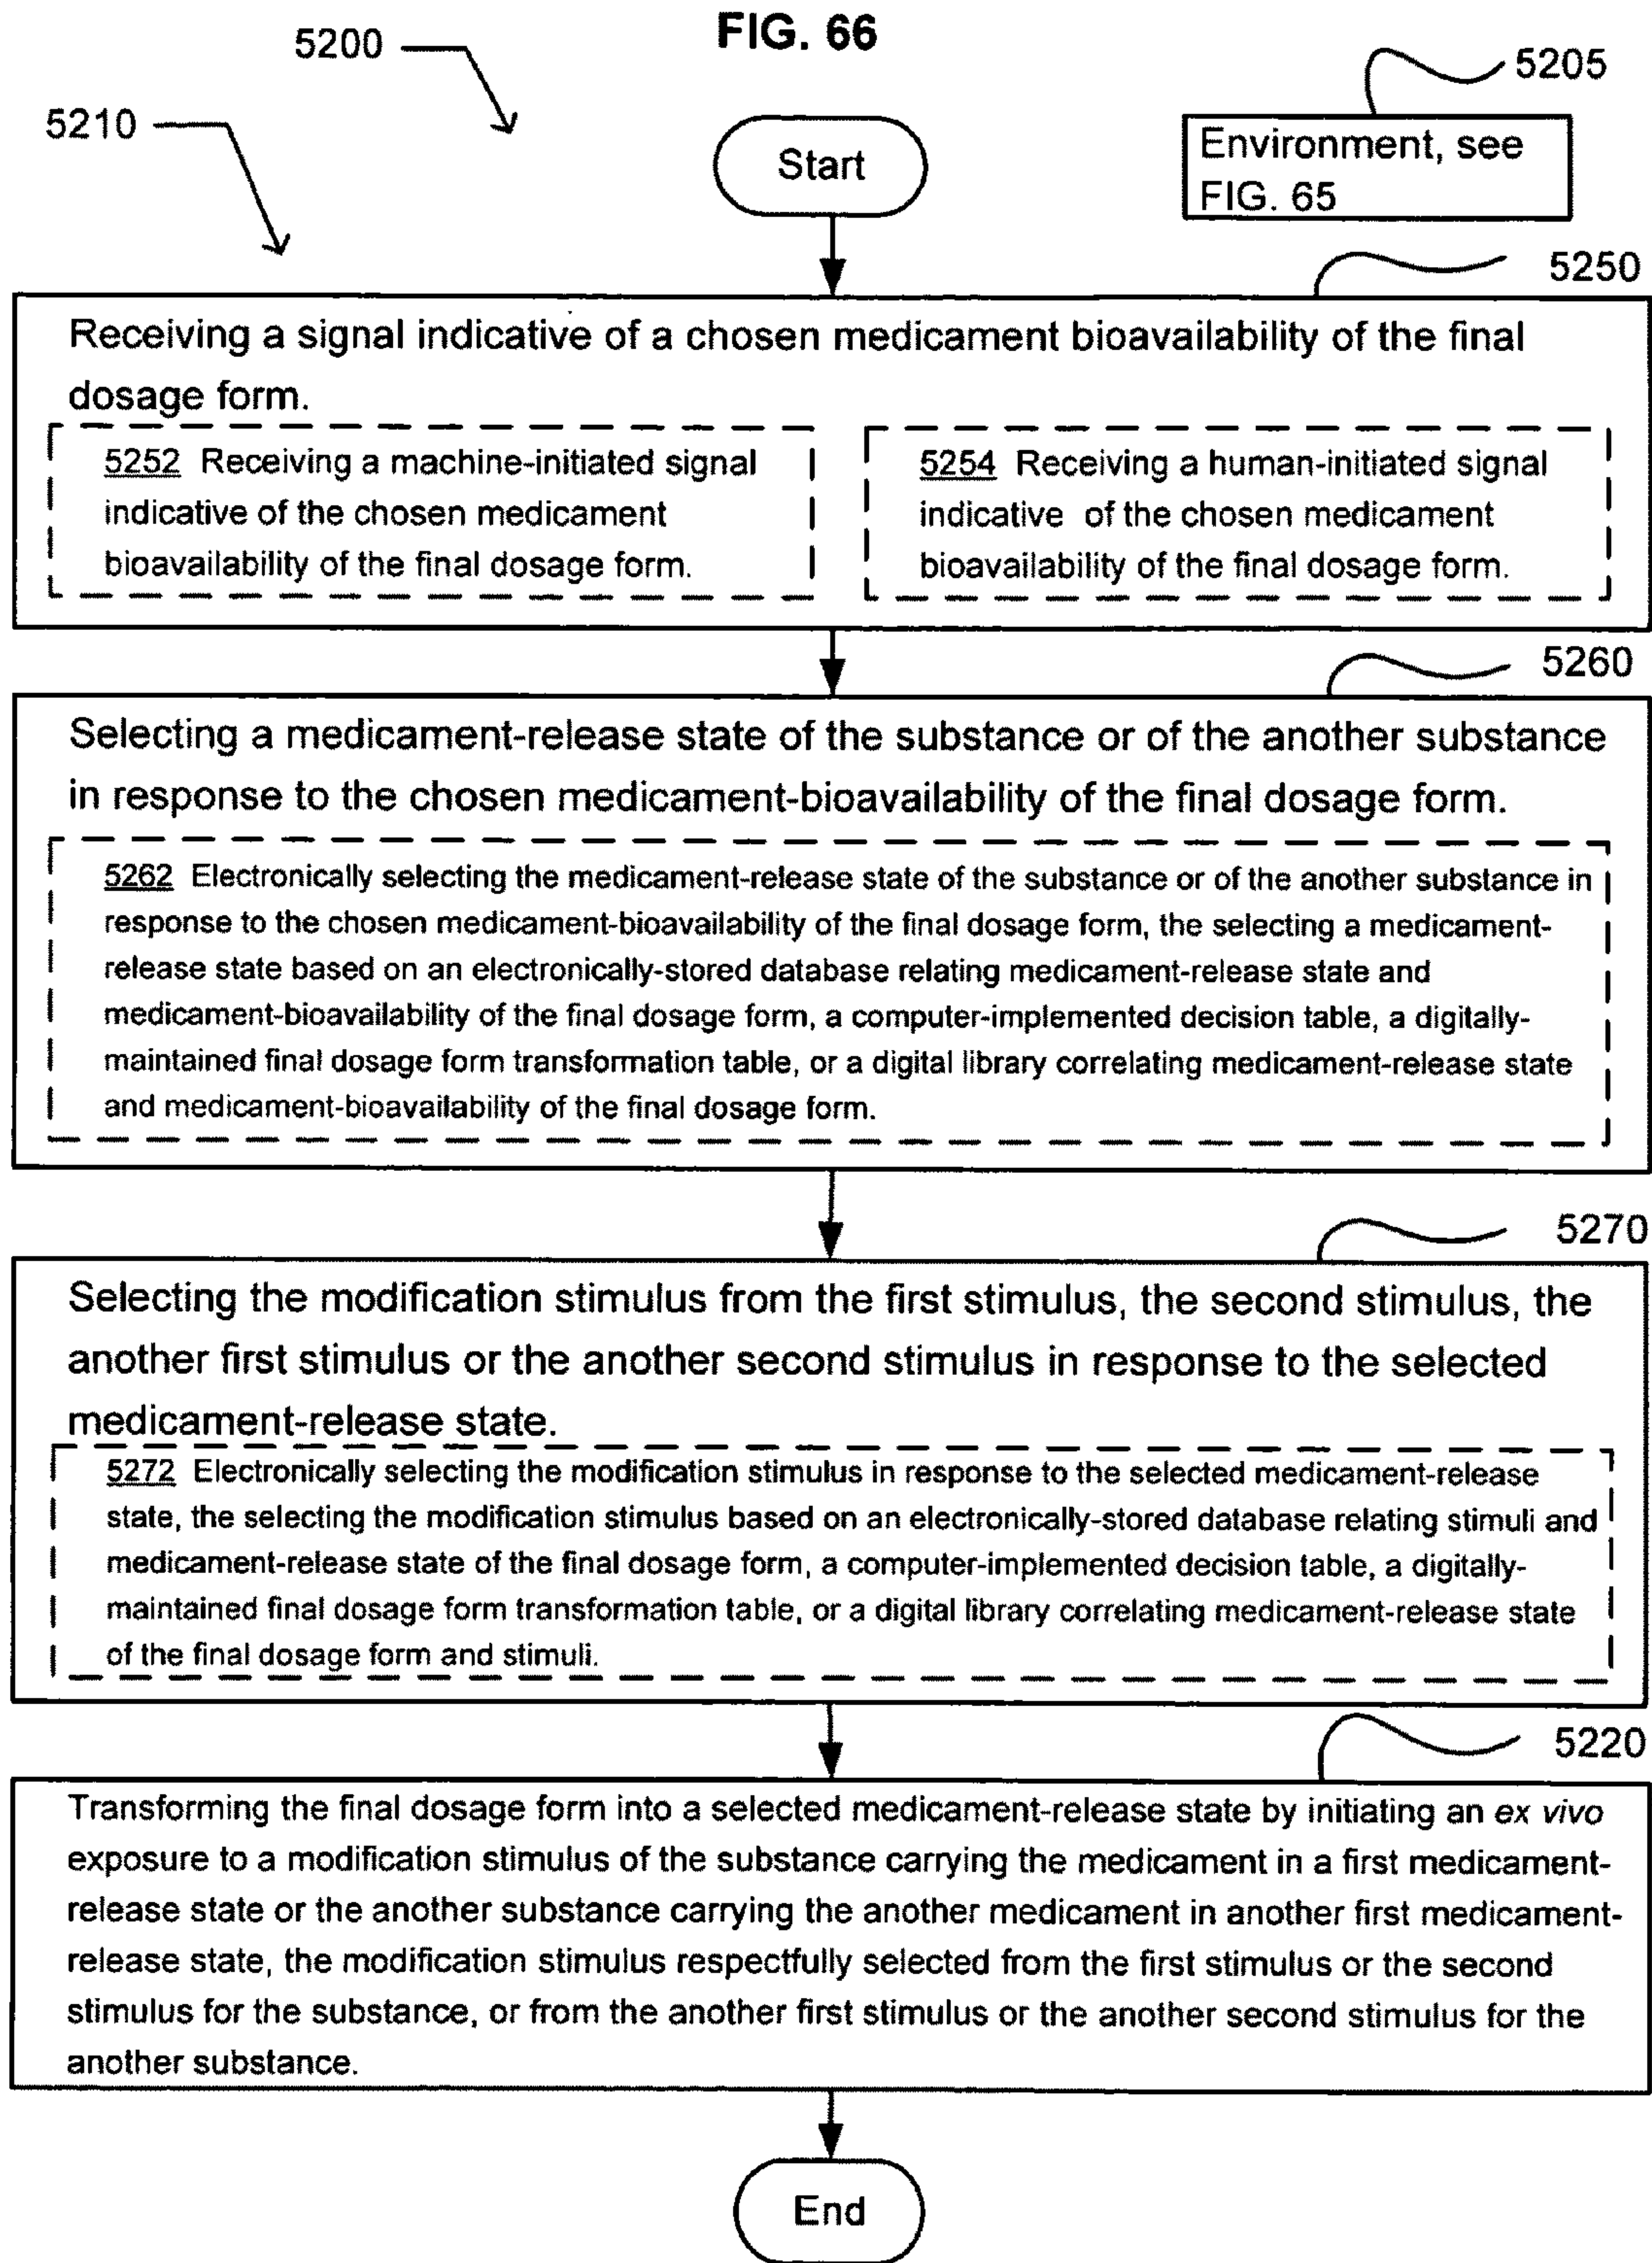 FIG. 66
5200
5205
5210
Start
Environment, see
FIG. 65
5250
Receiving a signal indicative of a chosen medicament bioavailability of the final
dosage form.
5252 Receiving a machine-initiated signal
indicative of the chosen medicament
bioavailability of the final dosage form.
5254 Receiving a human-initiated signal
indicative of the chosen medicament
bioavailability of the final dosage form.
5260
Selecting a medicament-release state of the substance or of the another substance
in response to the chosen medicament-bioavailability of the final dosage form.
5262 Electronically selecting the medicament-release state of the substance or of the another substance in
response to the chosen medicament-bioavailability of the final dosage form, the selecting a medicament-
release state based on an electronically-stored database relating medicament-release state and
medicament-bioavailability of the final dosage form, a computer-implemented decision table, a digitally-
maintained final dosage form transformation table, or a digital library correlating medicament-release state
and medicament-bioavailability of the final dosage form.
5270
Selecting the modification stimulus from the first stimulus, the second stimulus, the
another first stimulus or the another second stimulus in response to the selected
medicament-release state.
5272 Electronically selecting the modification stimulus in response to the selected medicament-release
state, the selecting the modification stimulus based on an electronically-stored database relating stimuli and
medicament-release state of the final dosage form, a computer-implemented decision table, a digitally-
maintained final dosage form transformation table, or a digital library correlating medicament-release state
of the final dosage form and stimuli.
5220
Transforming the final dosage form into a selected medicament-release state by initiating an ex vivo
exposure to a modification stimulus of the substance carrying the medicament in a first medicament-
release state or the another substance carrying the another medicament in another first medicament-
release state, the modification stimulus respectfully selected from the first stimulus or the second
stimulus for the substance, or from the another first stimulus or the another second stimulus for the
another substance.
End